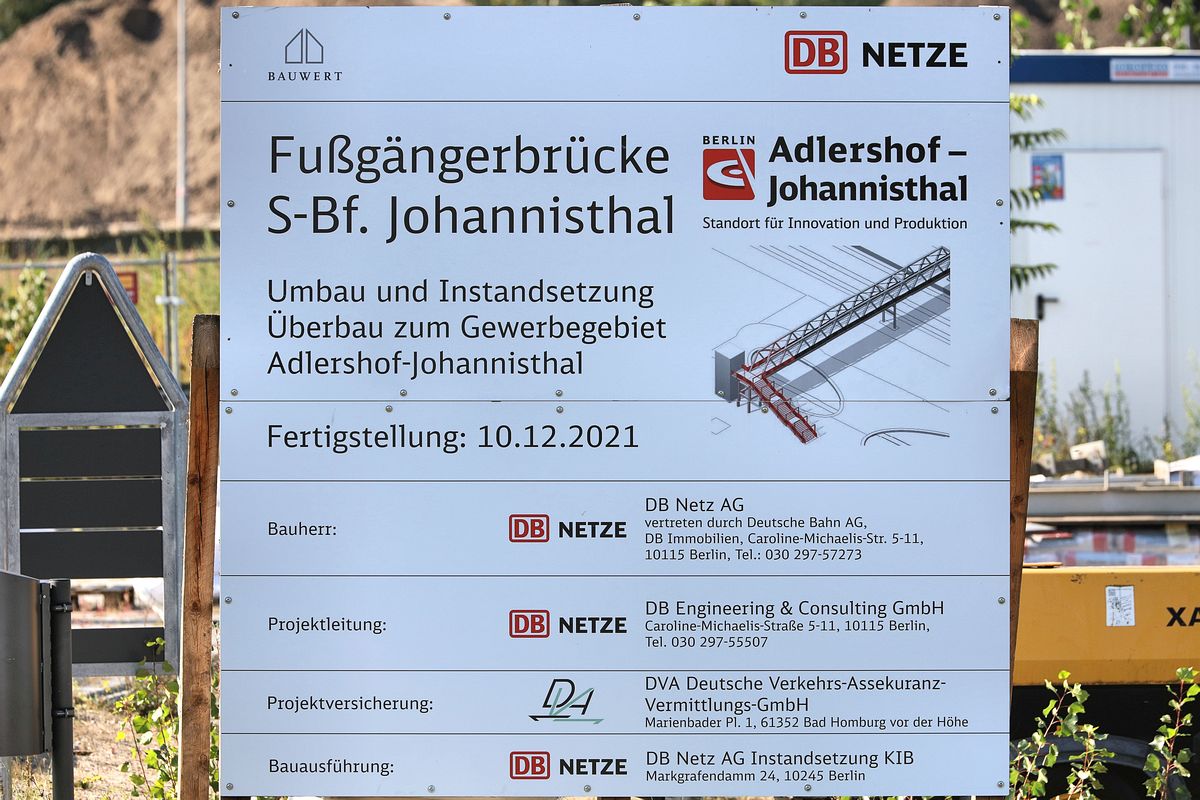 BAUWERT
DB NETZE
Fußgängerbrücke
S-Bf. Johannisthal
BERLIN
Adlershof –
Johannisthal
Standort für Innovation und Produktion
Umbau und Instandsetzung
Überbau zum Gewerbegebiet
Adlershof-Johannisthal
Fertigstellung: 10.12.2021
Bauherr:
DB NETZE
DB Netz AG
vertreten durch Deutsche Bahn AG,
DB Immobilien, Caroline-Michaelis-Str. 5-11,
10115 Berlin, Tel.: 030 297-57273
Projektleitung:
DB NETZE
DB Engineering & Consulting GmbH
Caroline-Michaelis-Straße 5-11, 10115 Berlin,
Tel. 030 297-55507
Projektversicherung:
DVA
DVA Deutsche Verkehrs-Assekuranz-
Vermittlungs-GmbH
Marienbader Pl. 1, 61352 Bad Homburg vor der Höhe
Bauausführung:
DB NETZE
DB Netz AG Instandsetzung KIB
Markgrafendamm 24, 10245 Berlin
XA